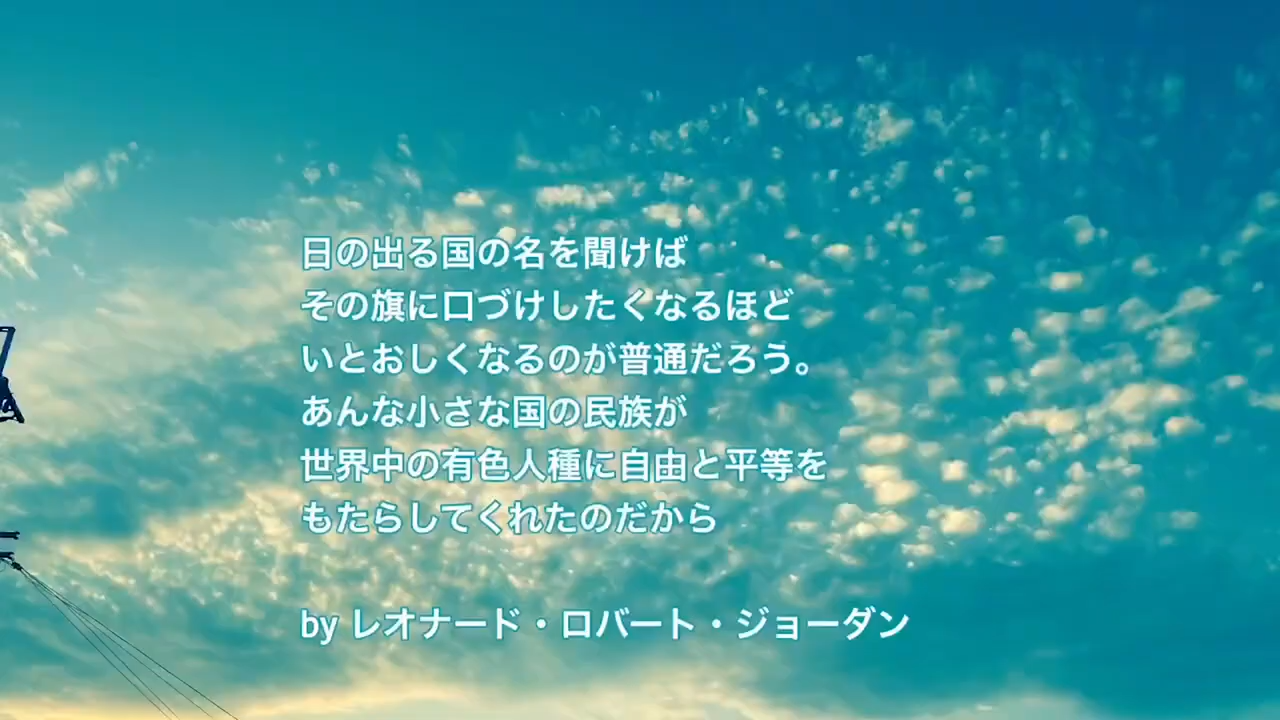 日の出る国の名を聞けば
その旗に口づけしたくなるほど
いとおしくなるのが普通だろう。
あんな小さな国の民族が
世界中の有色人種に自由と平等を
もたらしてくれたのだから
by レオナード・ロバート・ジョーダン